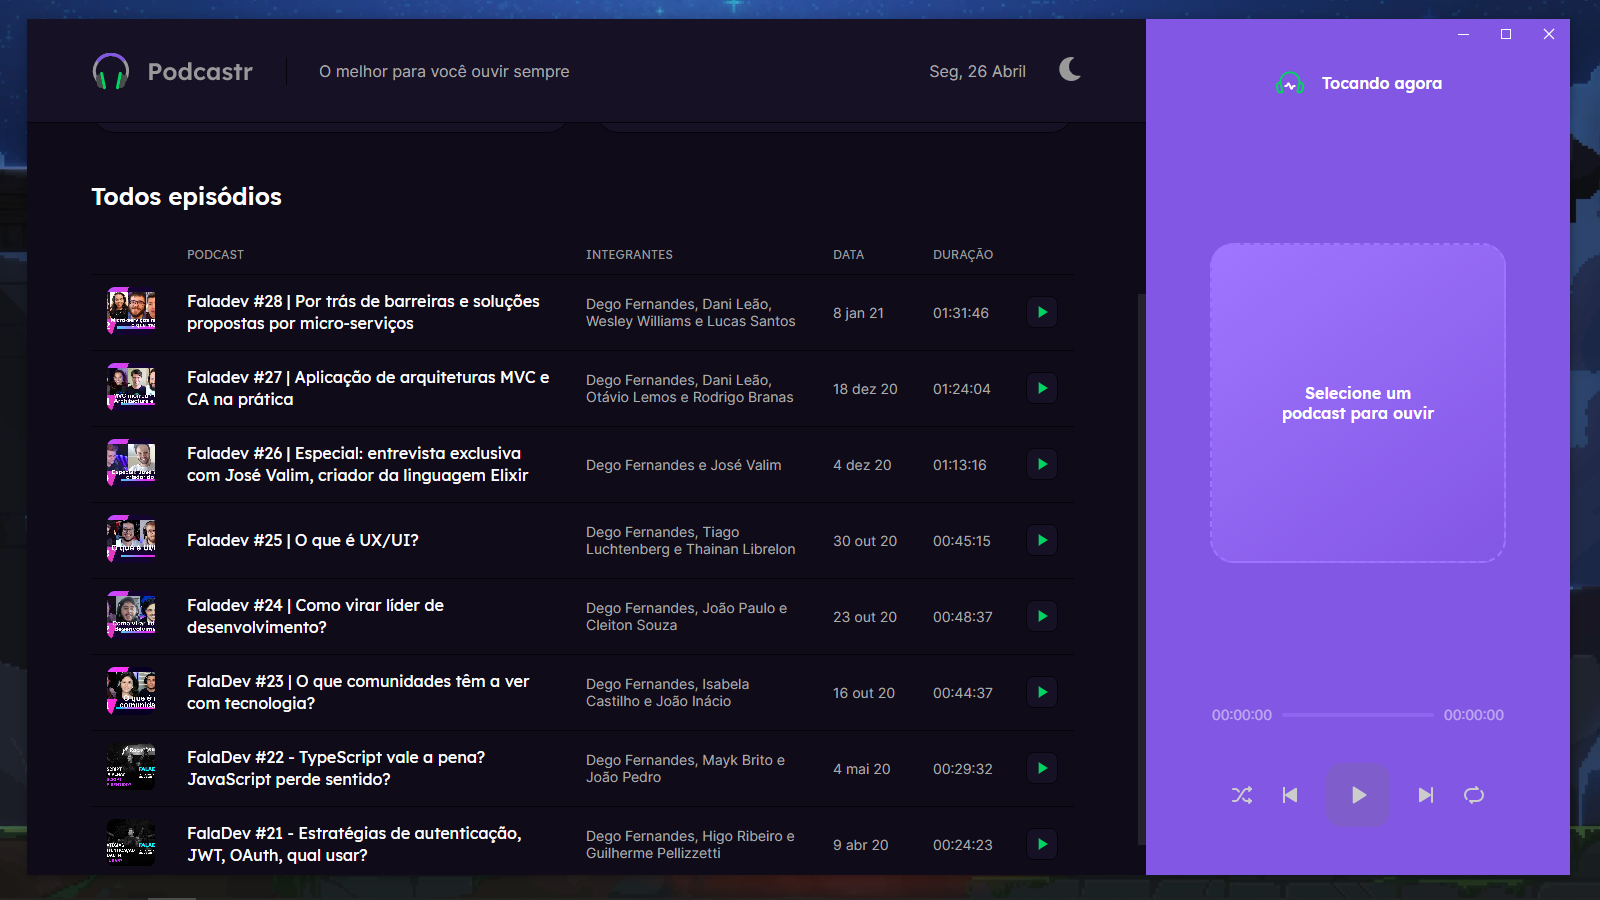 Podcastr
O melhor para você ouvir sempre
Seg, 26 Abril
Tocando agora
Todos episódios
PODCAST
INTEGRANTES
DATA
DURAÇÃO
Faladev #28 | Por trás de barreiras e soluções
propostas por micro-serviços
Dego Fernandes, Dani Leão,
Wesley Williams e Lucas Santos
8 jan 21
01:31:46
Faladev #27 | Aplicação de arquiteturas MVC e
CA na prática
Dego Fernandes, Dani Leão,
Otávio Lemos e Rodrigo Branas
18 dez 20
01:24:04
Faladev #26 | Especial: entrevista exclusiva
com José Valim, criador da linguagem Elixir
Dego Fernandes e José Valim
4 dez 20
01:13:16
Faladev #25 | O que é UX/UI?
Dego Fernandes, Tiago
Luchtenberg e Thainan Librelon
30 out 20
00:45:15
Faladev #24 | Como virar líder de
desenvolvimento?
Dego Fernandes, João Paulo e
Cleiton Souza
23 out 20
00:48:37
FalaDev #23 | O que comunidades têm a ver
com tecnologia?
Dego Fernandes, Isabela
Castilho e João Inácio
16 out 20
00:44:37
FalaDev #22 - TypeScript vale a pena?
JavaScript perde sentido?
Dego Fernandes, Mayk Brito e
João Pedro
4 mai 20
00:29:32
FalaDev #21 - Estratégias de autenticação,
JWT, OAuth, qual usar?
Dego Fernandes, Higo Ribeiro e
Guilherme Pellizzetti
9 abr 20
00:24:23
Selecione um
podcast para ouvir
00:00:00
00:00:00